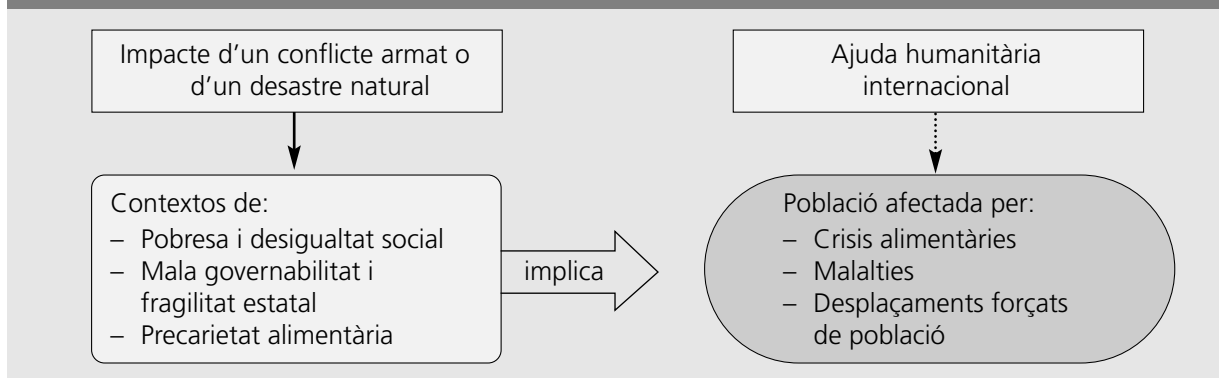 Impacte d’un conflicte armat o
d’un desastre natural
Ajuda humanitària
internacional
Contextos de:
– Pobresa i desigualtat social
– Mala governabilitat i
fragilitat estatal
– Precarietat alimentària
implica
Població afectada per:
– Crisis alimentàries
– Malalties
– Desplaçaments forçats
de població